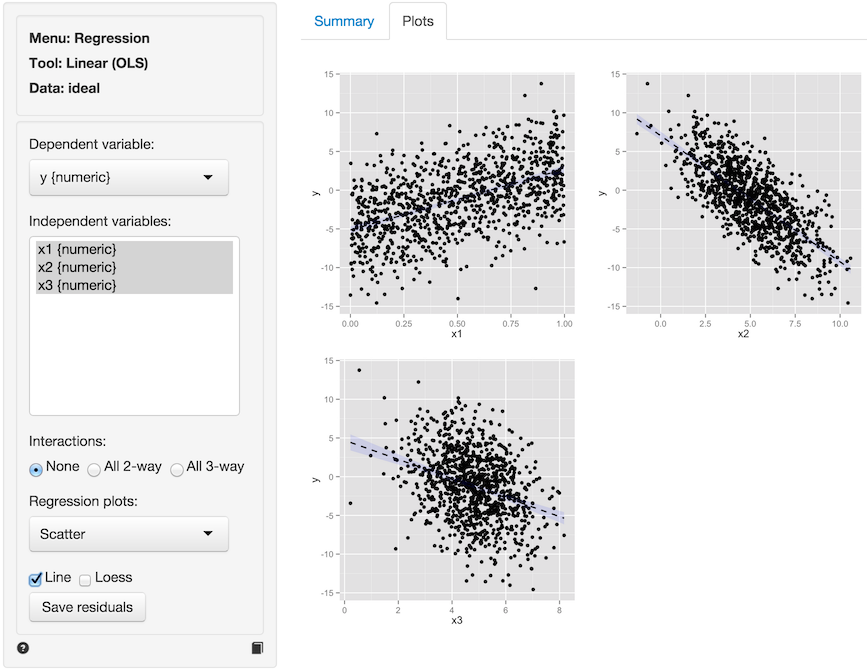 Menu: Regression
Tool: Linear (OLS)
Data: ideal
Dependent variable:
y {numeric}
Independent variables:
x1 {numeric}
x2 {numeric}
x3 {numeric}
Interactions:
None All 2-way All 3-way
Regression plots:
Scatter
Line Loess
Save residuals
?
Summary Plots
15
10
5
0
-5
-10
-15
y
0.00 0.25 0.50 0.75 1.00
x1
15
10
5
0
-5
-10
-15
y
0.0 2.5 5.0 7.5 10.0
x2
15
10
5
0
-5
-10
-15
y
0 2 4 6 8
x3